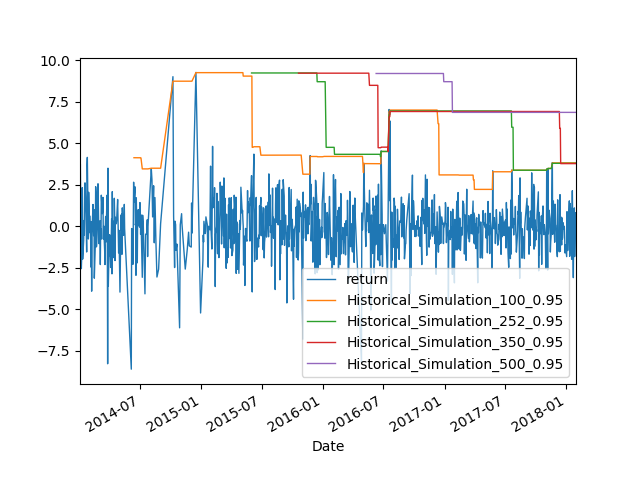 10.0
7.5
5.0
2.5
0.0
−2.5
−5.0
−7.5
return
Historical_Simulation_100_0.95
Historical_Simulation_252_0.95
Historical_Simulation_350_0.95
Historical_Simulation_500_0.95
2014-07
2015-01
2015-07
2016-01
2016-07
2017-01
2017-07
2018-01
Date